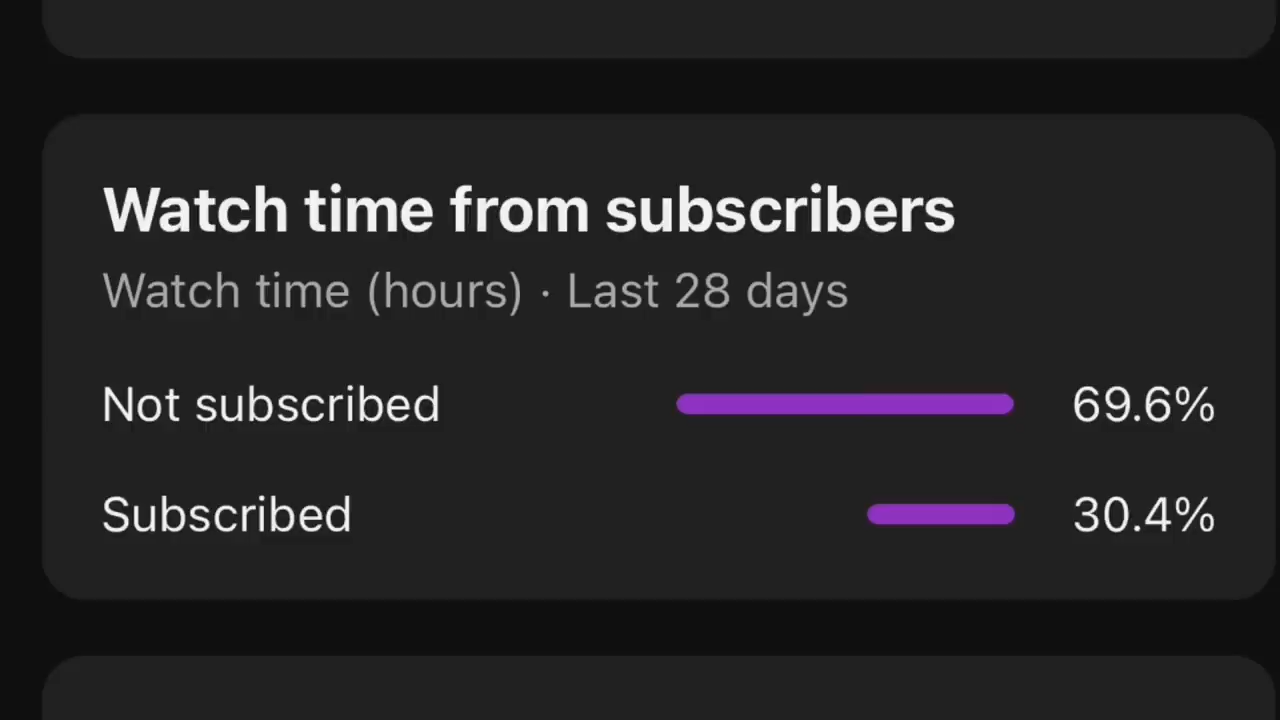 Watch time from subscribers
Watch time (hours) · Last 28 days
Not subscribed 69.6%
Subscribed 30.4%